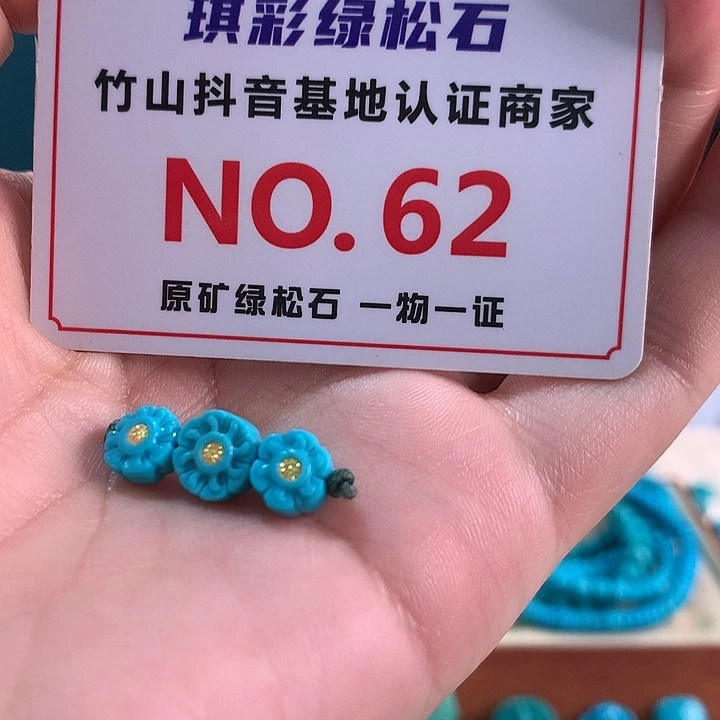 琪彩绿松石
竹山抖音基地认证商家
NO.62
原矿绿松石 一物一证